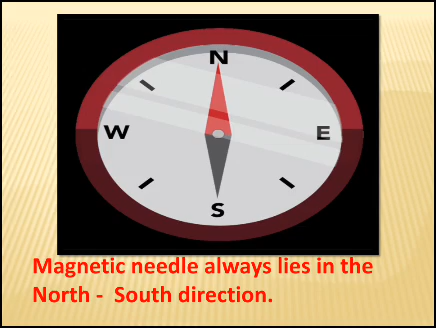 N
W E
S
Magnetic needle always lies in the
North - South direction.